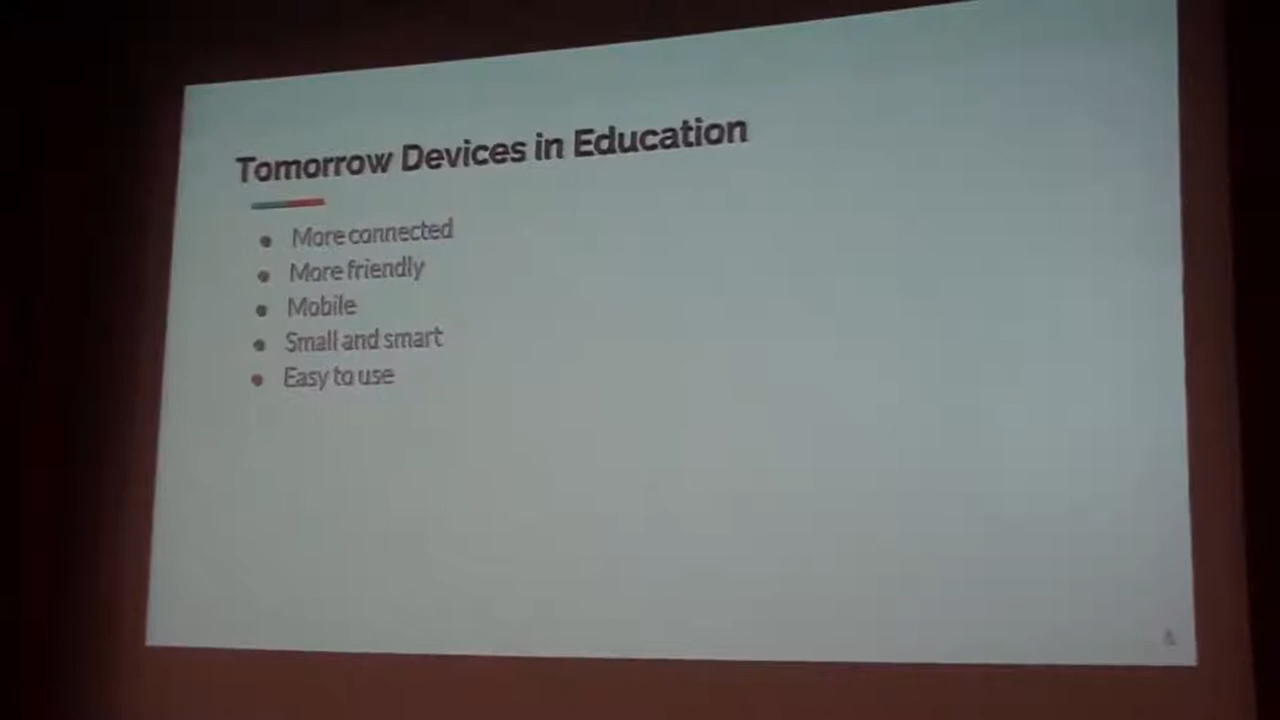 Tomorrow Devices in Education
More connected
More friendly
Mobile
Small and smart
Easy to use